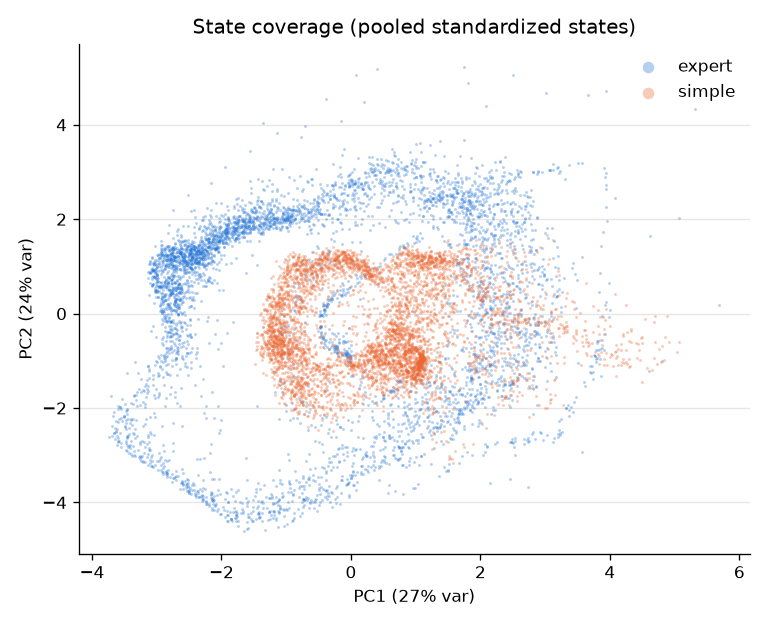 State coverage (pooled standardized states)
expert
simple
4
2
0
−2
−4
PC2 (24% var)
−4
−2
0
2
4
6
PC1 (27% var)